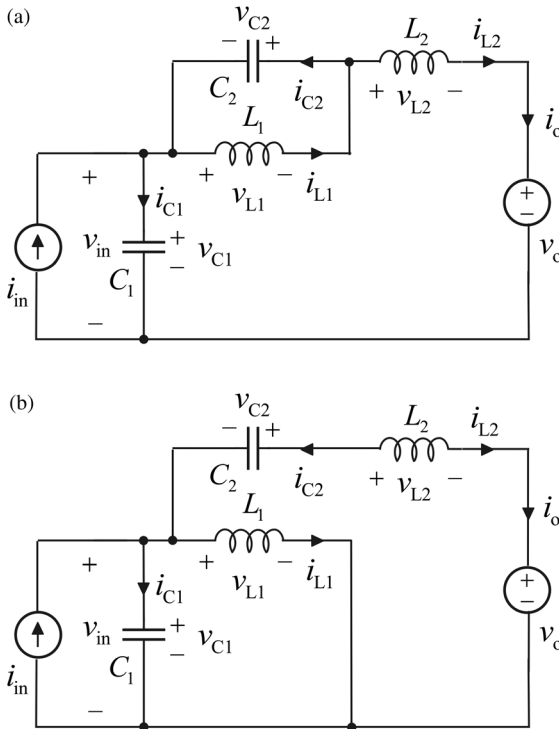 (a)
v_C2
− +
L_2
i_L2
C_2
i_C2
+ v_L2 −
i_o
L_1
+
+ −
v_L1
i_L1
i_C1
v_in
+
−
v_C1
C_1
i_in
−
+
−
v_o
(b)
v_C2
− +
L_2
i_L2
C_2
i_C2
+ v_L2 −
i_o
L_1
+
+ −
v_L1
i_L1
i_C1
v_in
+
−
v_C1
C_1
i_in
−
+
−
v_o